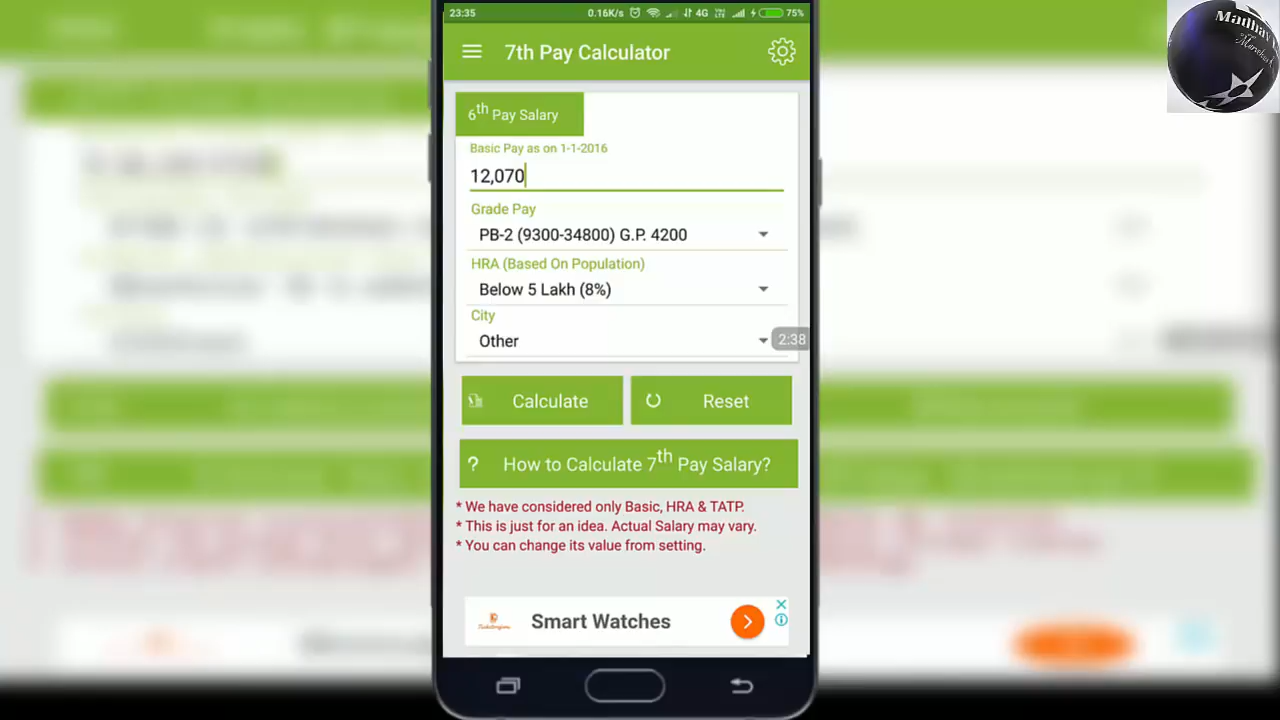 23:35 0.16K/s 4G 75%
Madhav
7th Pay Calculator
6th Pay Salary
Basic Pay as on 1-1-2016
12,070
Grade Pay
PB-2 (9300-34800) G.P. 4200
HRA (Based On Population)
Below 5 Lakh (8%)
City
Other
2:38
Calculate Reset
? How to Calculate 7th Pay Salary?
* We have considered only Basic, HRA & TATP.
* This is just for an idea. Actual Salary may vary.
* You can change its value from setting.
Smart Watches